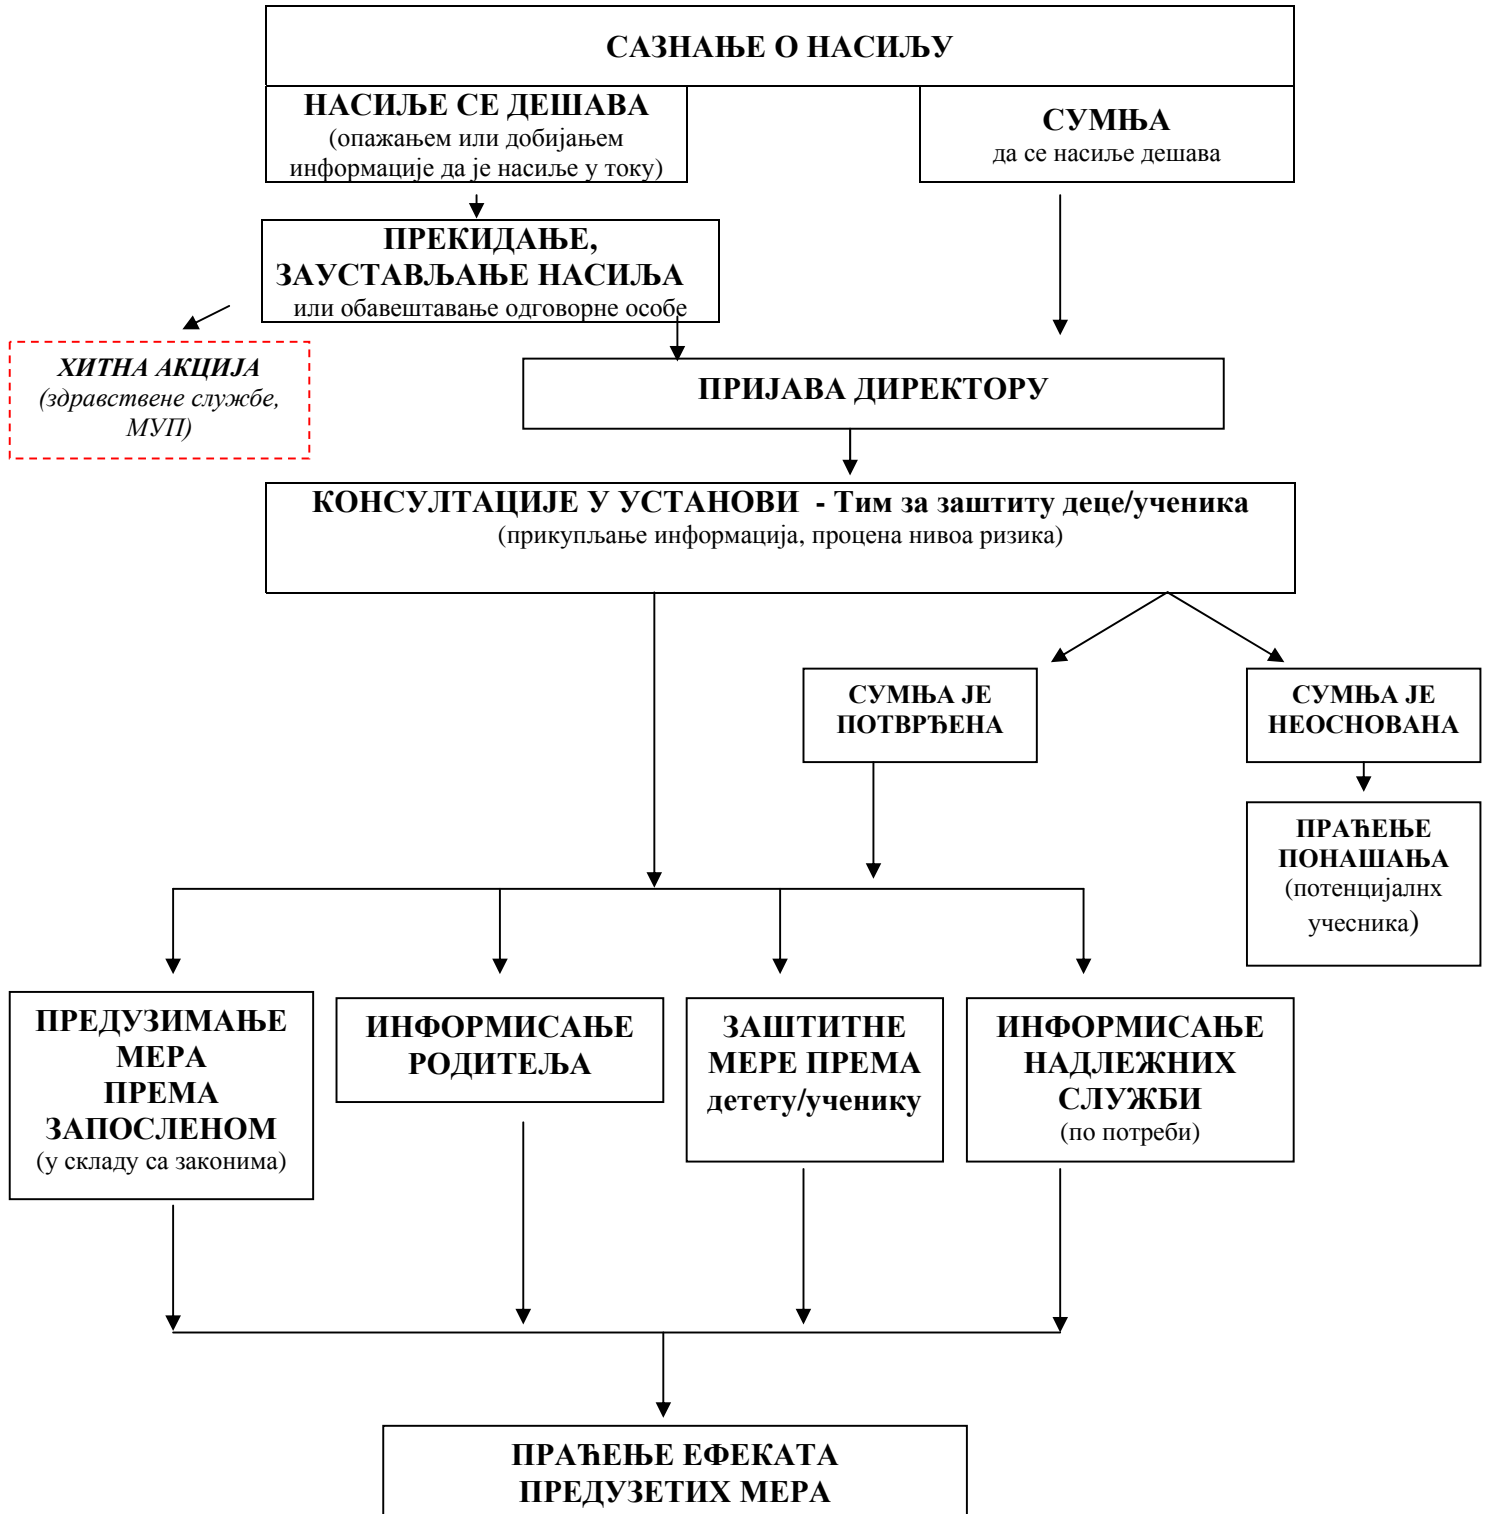 САЗНАЊЕ О НАСИЉУ
НАСИЉЕ СЕ ДЕШАВА
(опажањем или добијањем
информације да је насиље у току)
СУМЊА
да се насиље дешава
ПРЕКИДАЊЕ,
ЗАУСТАВЉАЊЕ НАСИЉА
или обавештавање одговорне особе
ХИТНА АКЦИЈА
(здравствене службе,
МУП)
ПРИЈАВА ДИРЕКТОРУ
КОНСУЛТАЦИЈЕ У УСТАНОВИ - Тим за заштиту деце/ученика
(прикупљање информација, процена нивоа ризика)
СУМЊА ЈЕ
ПОТВРЂЕНА
СУМЊА ЈЕ
НЕОСНОВАНА
ПРАЋЕЊЕ
ПОНАШАЊА
(потенцијалнх
учесника)
ПРЕДУЗИМАЊЕ
МЕРА
ПРЕМА
ЗАПОСЛЕНОМ
(у складу са законима)
ИНФОРМИСАЊЕ
РОДИТЕЉА
ЗАШТИТНЕ
МЕРЕ ПРЕМА
детету/ученику
ИНФОРМИСАЊЕ
НАДЛЕЖНИХ
СЛУЖБИ
(по потреби)
ПРАЋЕЊЕ ЕФЕКАТА
ПРЕДУЗЕТИХ МЕРА